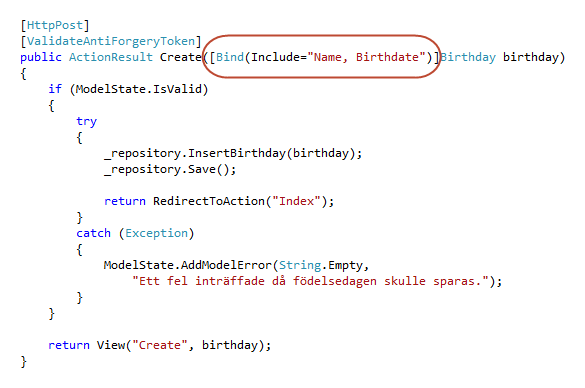 [HttpPost]
[ValidateAntiForgeryToken]
public ActionResult Create([Bind(Include="Name, Birthdate")]Birthday birthday)
{
    if (ModelState.IsValid)
    {
        try
        {
            _repository.InsertBirthday(birthday);
            _repository.Save();

            return RedirectToAction("Index");
        }
        catch (Exception)
        {
            ModelState.AddModelError(String.Empty,
                "Ett fel inträffade då födelsedagen skulle sparas.");
        }
    }

    return View("Create", birthday);
}